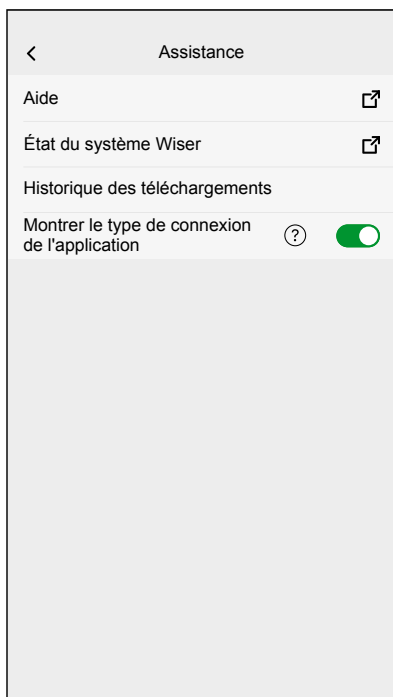 Assistance
Aide
État du système Wiser
Historique des téléchargements
Montrer le type de connexion
de l'application
?